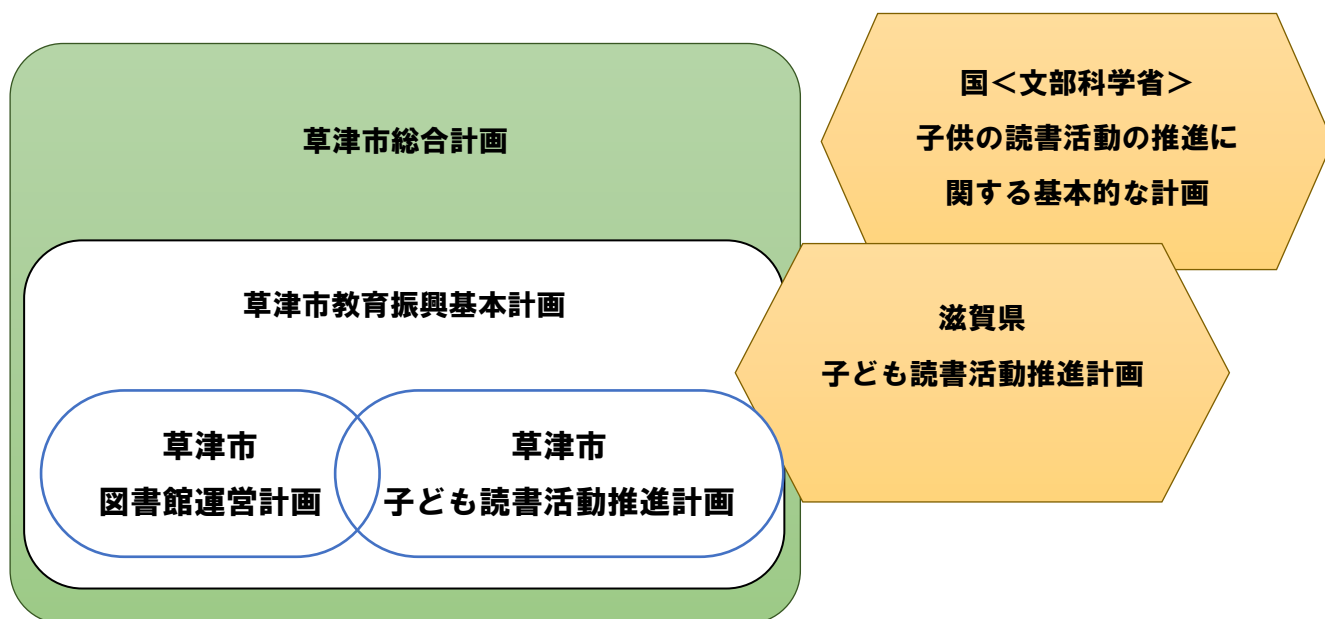 草津市総合計画
国＜文部科学省＞
子供の読書活動の推進に
関する基本的な計画
草津市教育振興基本計画
滋賀県
子ども読書活動推進計画
草津市
図書館運営計画
草津市
子ども読書活動推進計画